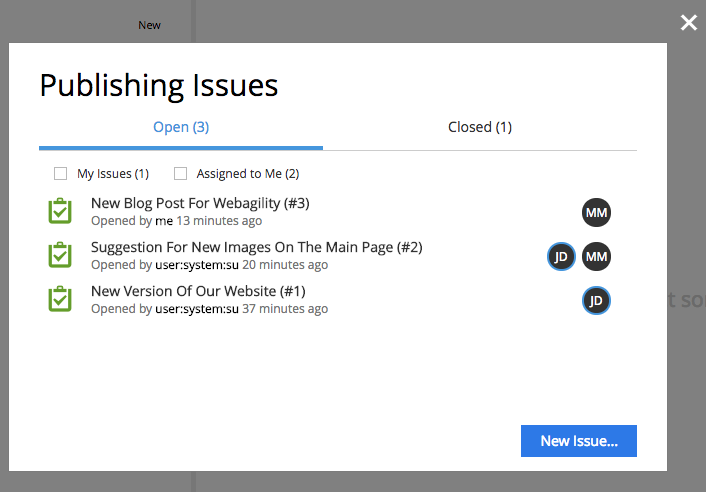 New
Publishing Issues
Open (3)
Closed (1)
My Issues (1)
Assigned to Me (2)
New Blog Post For Webagility (#3)
Opened by me 13 minutes ago
MM
Suggestion For New Images On The Main Page (#2)
Opened by user:system:su 20 minutes ago
JD
MM
New Version Of Our Website (#1)
Opened by user:system:su 37 minutes ago
JD
New Issue...